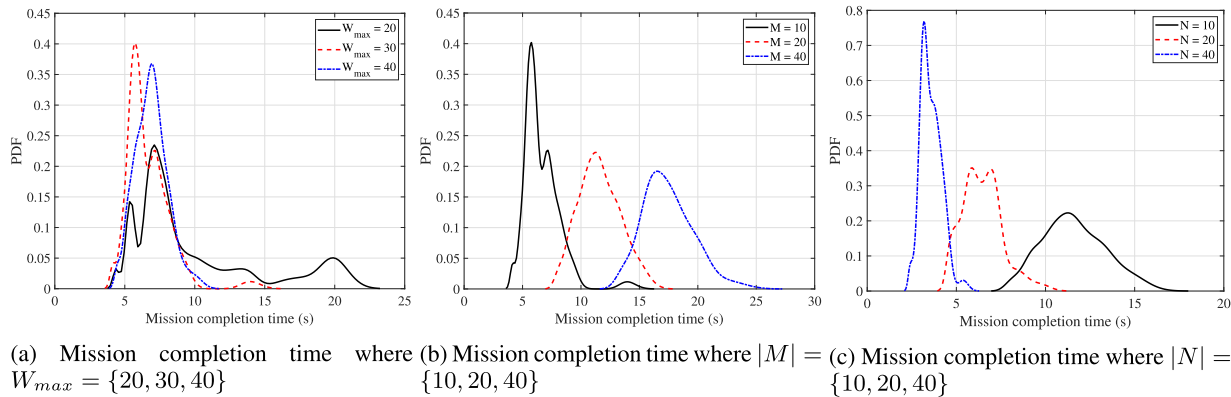 0.45
0.4
0.35
0.3
0.25
0.2
0.15
0.1
0.05
0
PDF
0 5 10 15 20 25
Mission completion time (s)
W_max = 20
W_max = 30
W_max = 40
(a) Mission completion time where
W_max = {20, 30, 40}
0.45
0.4
0.35
0.3
0.25
0.2
0.15
0.1
0.05
0
PDF
0 5 10 15 20 25 30
Mission completion time (s)
M = 10
M = 20
M = 40
(b) Mission completion time where |M| =
{10, 20, 40}
0.8
0.7
0.6
0.5
0.4
0.3
0.2
0.1
0
PDF
0 5 10 15 20
Mission completion time (s)
N = 10
N = 20
N = 40
(c) Mission completion time where |N| =
{10, 20, 40}